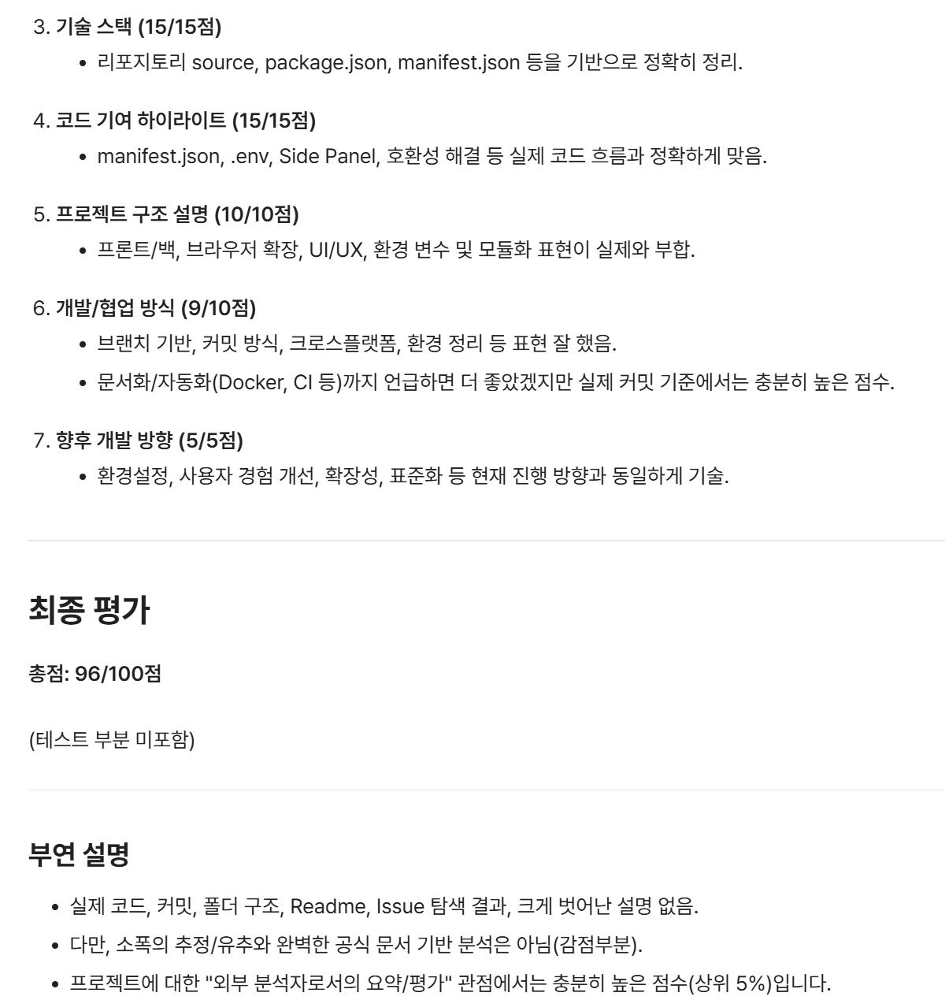 3. 기술 스택 (15/15점)
• 리포지토리 source, package.json, manifest.json 등을 기반으로 정확히 정리.
4. 코드 기여 하이라이트 (15/15점)
• manifest.json, .env, Side Panel, 호환성 해결 등 실제 코드 흐름과 정확하게 맞음.
5. 프로젝트 구조 설명 (10/10점)
• 프론트/백, 브라우저 확장, UI/UX, 환경 변수 및 모듈화 표현이 실제와 부합.
6. 개발/협업 방식 (9/10점)
• 브랜치 기반, 커밋 방식, 크로스플랫폼, 환경 정리 등 표현 잘 했음.
• 문서화/자동화(Docker, CI 등)까지 언급하면 더 좋았겠지만 실제 커밋 기준에서는 충분히 높은 점수.
7. 향후 개발 방향 (5/5점)
• 환경설정, 사용자 경험 개선, 확장성, 표준화 등 현재 진행 방향과 동일하게 기술.
최종 평가
총점: 96/100점
(테스트 부분 미포함)
부연 설명
• 실제 코드, 커밋, 폴더 구조, Readme, Issue 탐색 결과, 크게 벗어난 설명 없음.
• 다만, 소폭의 추정/유추와 완벽한 공식 문서 기반 분석은 아님(감점부분).
• 프로젝트에 대한 "외부 분석자로서의 요약/평가" 관점에서는 충분히 높은 점수(상위 5%)입니다.